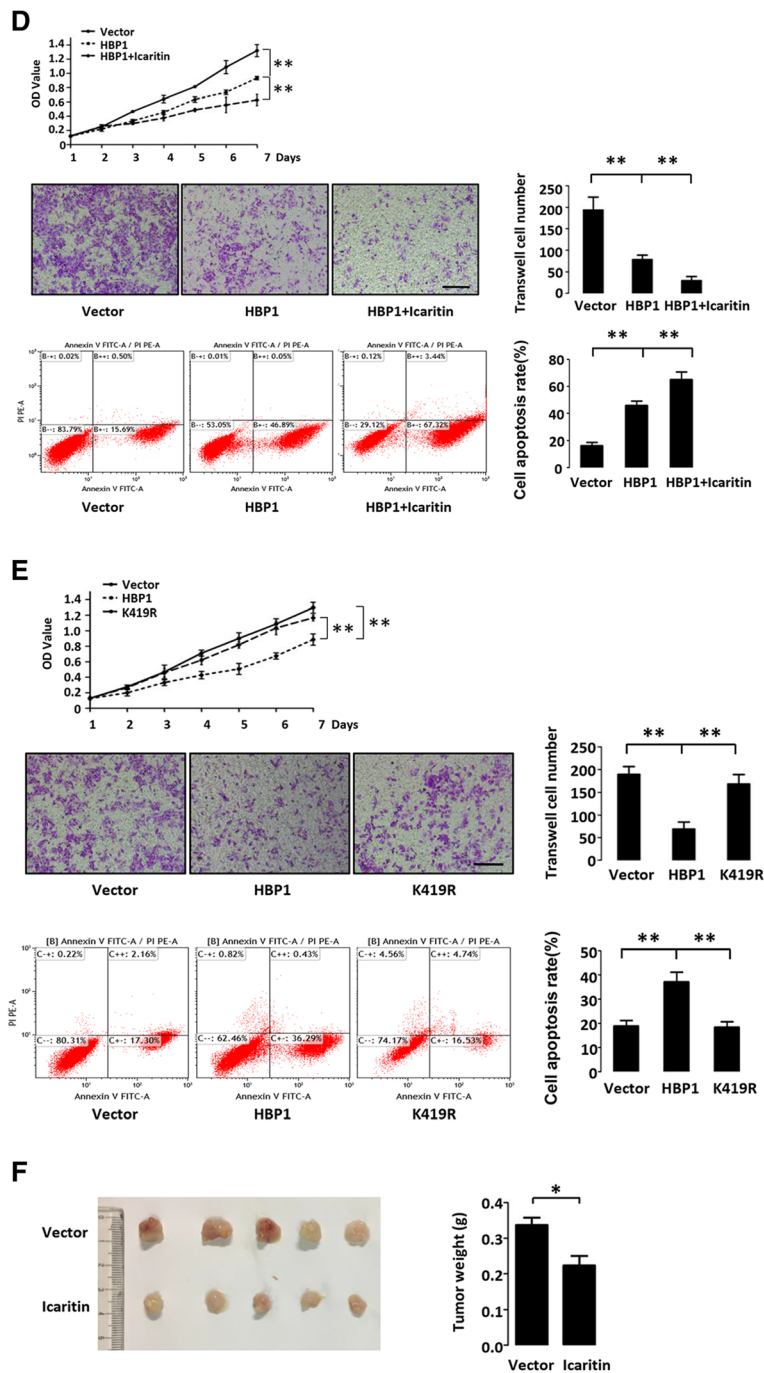 D
Vector
HBP1
HBP1+Icaritin
OD Value
1.4
1.2
1.0
0.8
0.6
0.4
0.2
0
1 2 3 4 5 6 7 Days
**
**
Vector HBP1 HBP1+Icaritin
Transwell cell number
250
200
150
100
50
0
** **
Vector HBP1 HBP1+Icaritin
Annexin V FITC-A / PI PE-A
B-+: 0.02% B++: 0.50%
B--: 83.79% B+-: 15.69%
PI PE-A
Annexin V FITC-A
Vector
Annexin V FITC-A / PI PE-A
B-+: 0.01% B++: 0.05%
B--: 53.05% B+-: 46.89%
Annexin V FITC-A
HBP1
Annexin V FITC-A / PI PE-A
B-+: 0.12% B++: 3.44%
B--: 29.12% B+-: 67.32%
Annexin V FITC-A
HBP1+Icaritin
Cell apoptosis rate(%)
80
60
40
20
0
** **
Vector HBP1 HBP1+Icaritin
E
Vector
HBP1
K419R
OD Value
1.4
1.2
1.0
0.8
0.6
0.4
0.2
0
1 2 3 4 5 6 7 Days
** **
Vector HBP1 K419R
Transwell cell number
250
200
150
100
50
0
** **
Vector HBP1 K419R
[B] Annexin V FITC-A / PI PE-A
C-+: 0.22% C++: 2.16%
C--: 80.31% C+-: 17.30%
PI PE-A
Annexin V FITC-A
Vector
[B] Annexin V FITC-A / PI PE-A
C-+: 0.82% C++: 0.43%
C--: 62.46% C+-: 36.29%
Annexin V FITC-A
HBP1
[B] Annexin V FITC-A / PI PE-A
C-+: 4.56% C++: 4.74%
C--: 74.17% C+-: 16.53%
Annexin V FITC-A
K419R
Cell apoptosis rate(%)
50
40
30
20
10
0
** **
Vector HBP1 K419R
F
Vector
Icaritin
Tumor weight (g)
0.4
0.3
0.2
0.1
0.0
*
Vector Icaritin